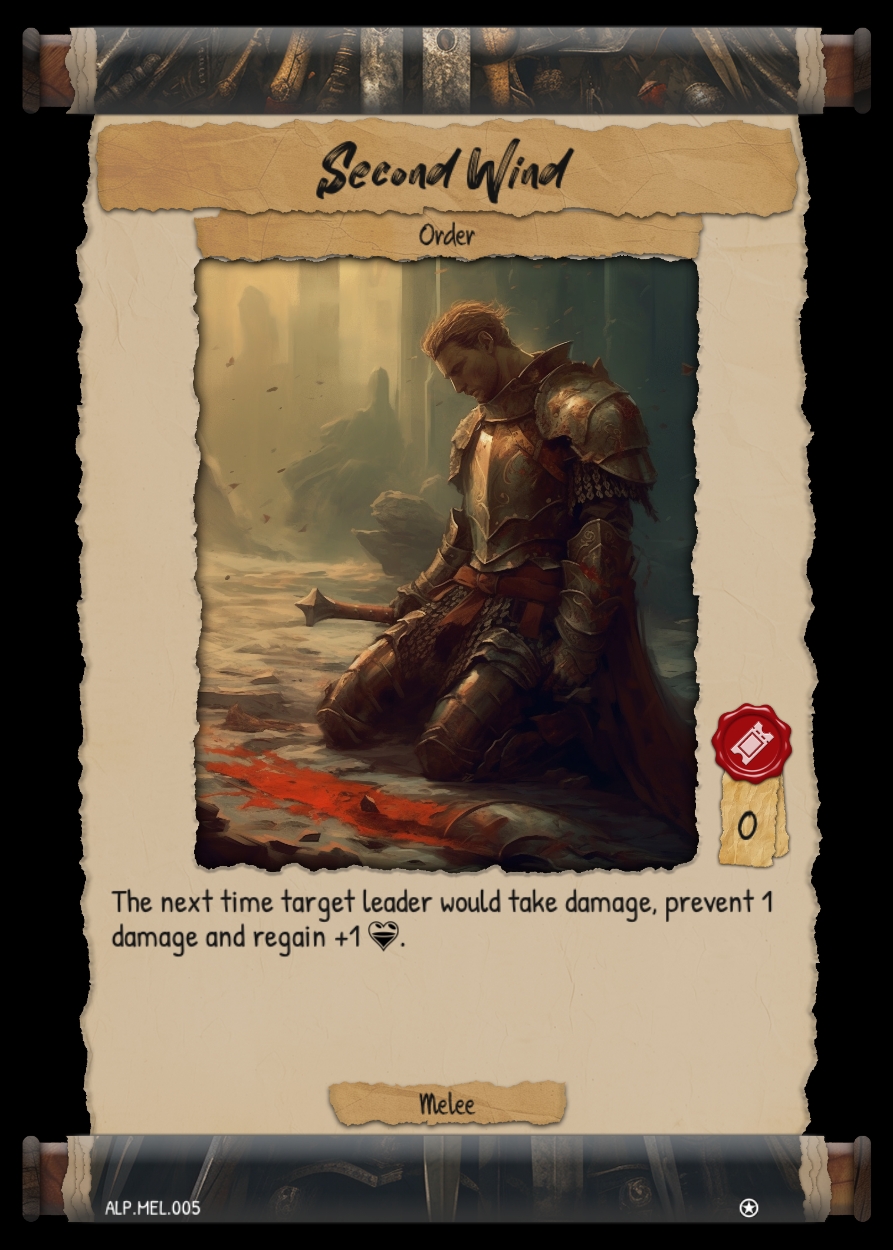 Second Wind
Order
0
The next time target leader would take damage, prevent 1
damage and regain +1 .
Melee
ALP.MEL.005